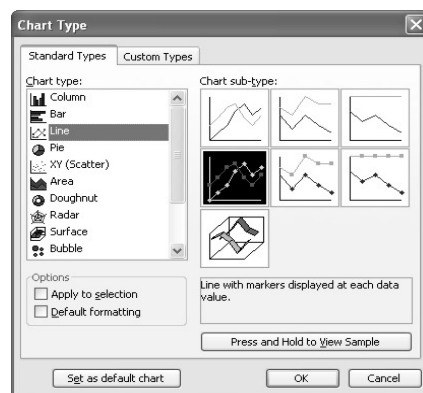 Chart Type
Standard Types
Custom Types
Chart type:
Column
Bar
Line
Pie
XY (Scatter)
Area
Doughnut
Radar
Surface
Bubble
Chart sub-type:
Options
Apply to selection
Default formatting
Line with markers displayed at each data
value.
Press and Hold to View Sample
Set as default chart
OK
Cancel